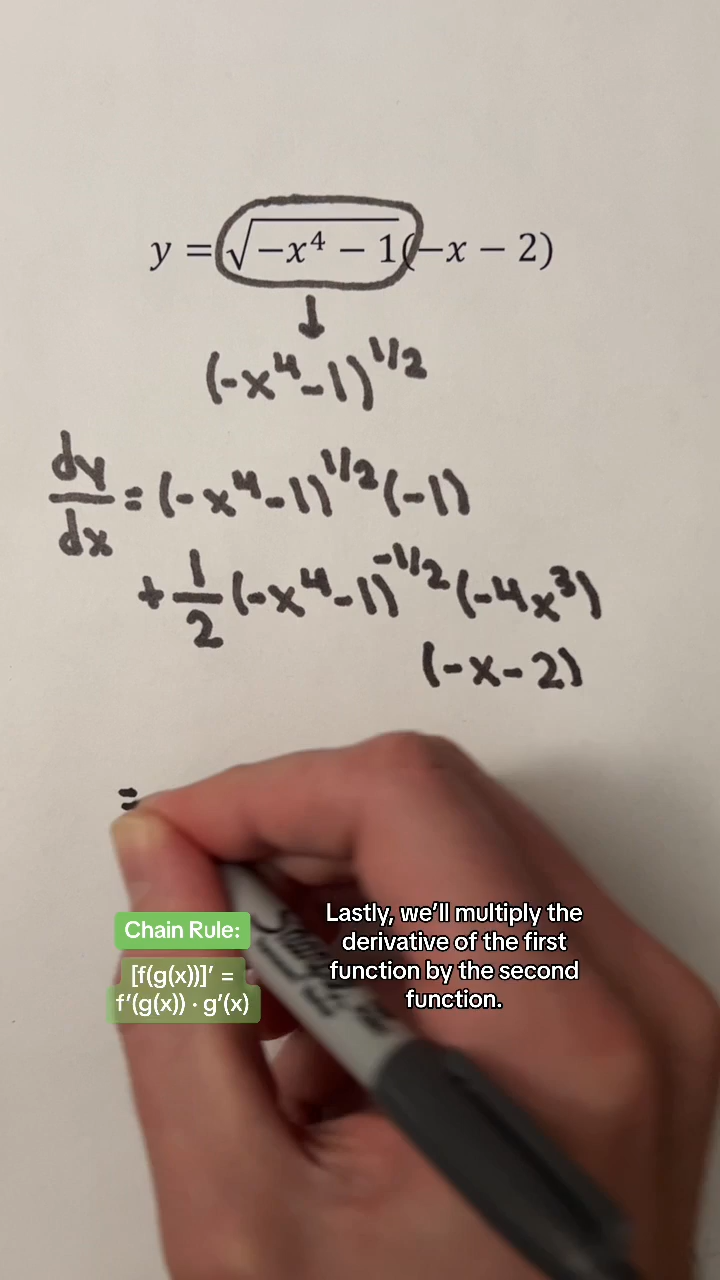 y = √(−x⁴ − 1)(−x − 2)
↓
(-x⁴-1)^1/2
dy/dx = (-x⁴-1)^1/2 (-1)
+ 1/2 (-x⁴-1)^-1/2 (-4x³)
(-x-2)
=
Chain Rule:
[f(g(x))]′ =
f′(g(x)) · g′(x)
Lastly, we’ll multiply the
derivative of the first
function by the second
function.
Sharpie